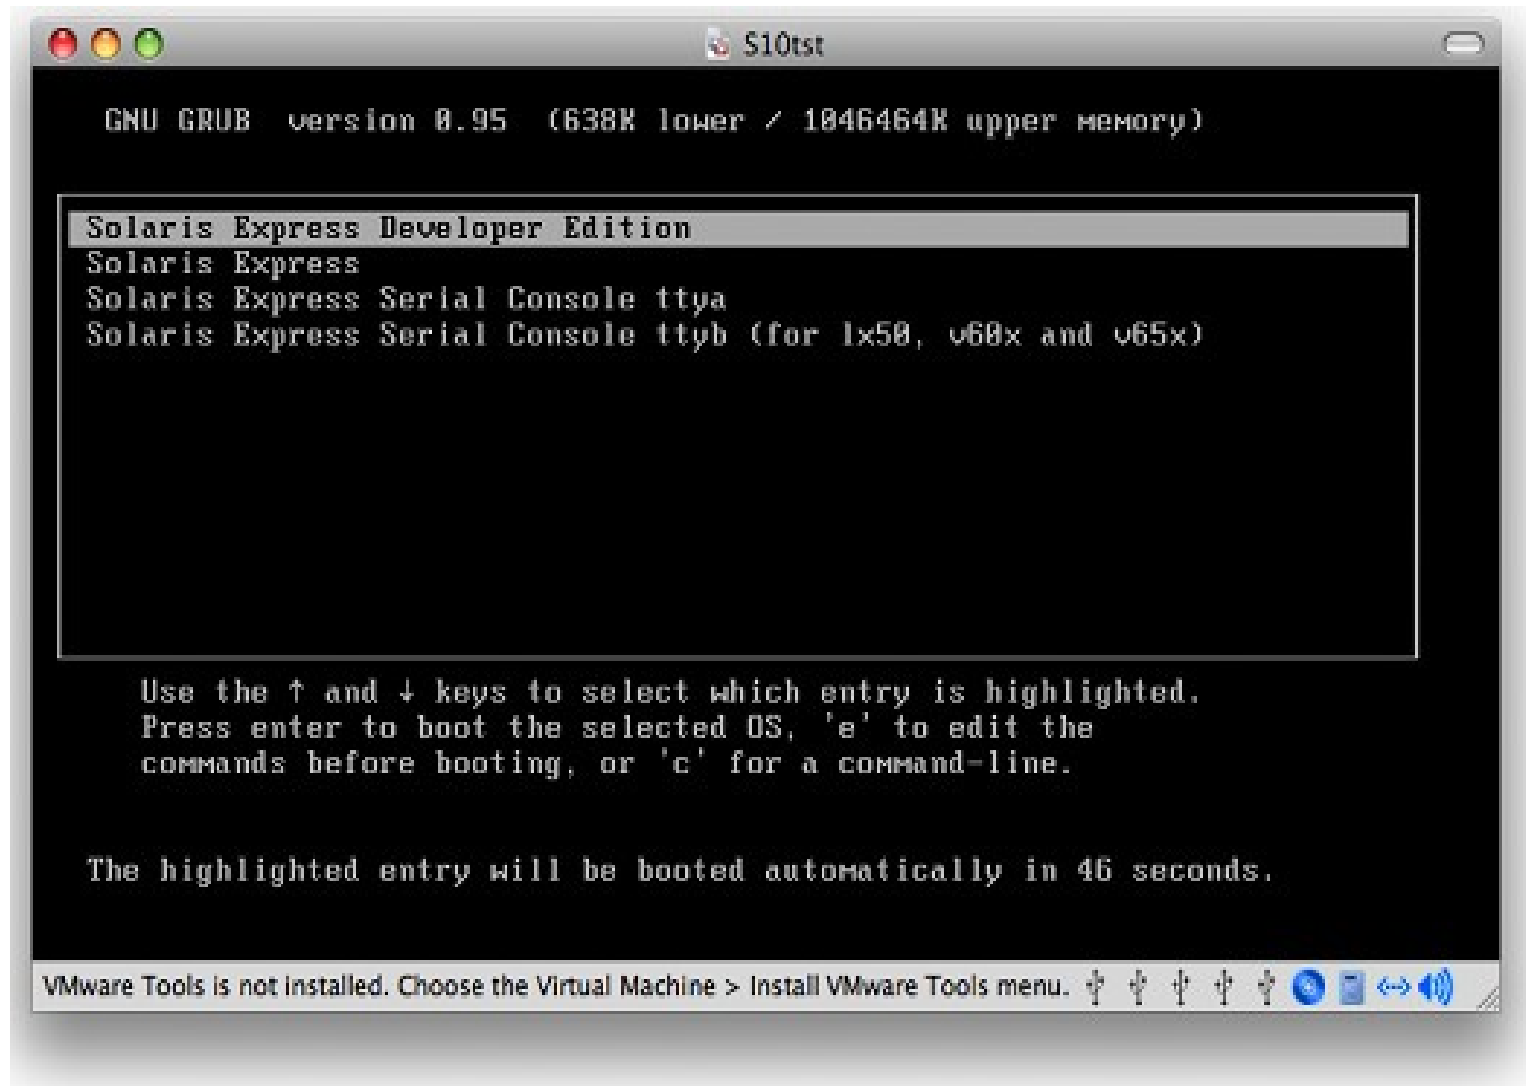 S10tst
GNU GRUB version 0.95 (638K lower / 1046464K upper memory)
Solaris Express Developer Edition
Solaris Express
Solaris Express Serial Console ttya
Solaris Express Serial Console ttyb (for lx50, v60x and v65x)
Use the ↑ and ↓ keys to select which entry is highlighted.
Press enter to boot the selected OS, 'e' to edit the
commands before booting, or 'c' for a command-line.
The highlighted entry will be booted automatically in 46 seconds.
VMware Tools is not installed. Choose the Virtual Machine > Install VMware Tools menu.